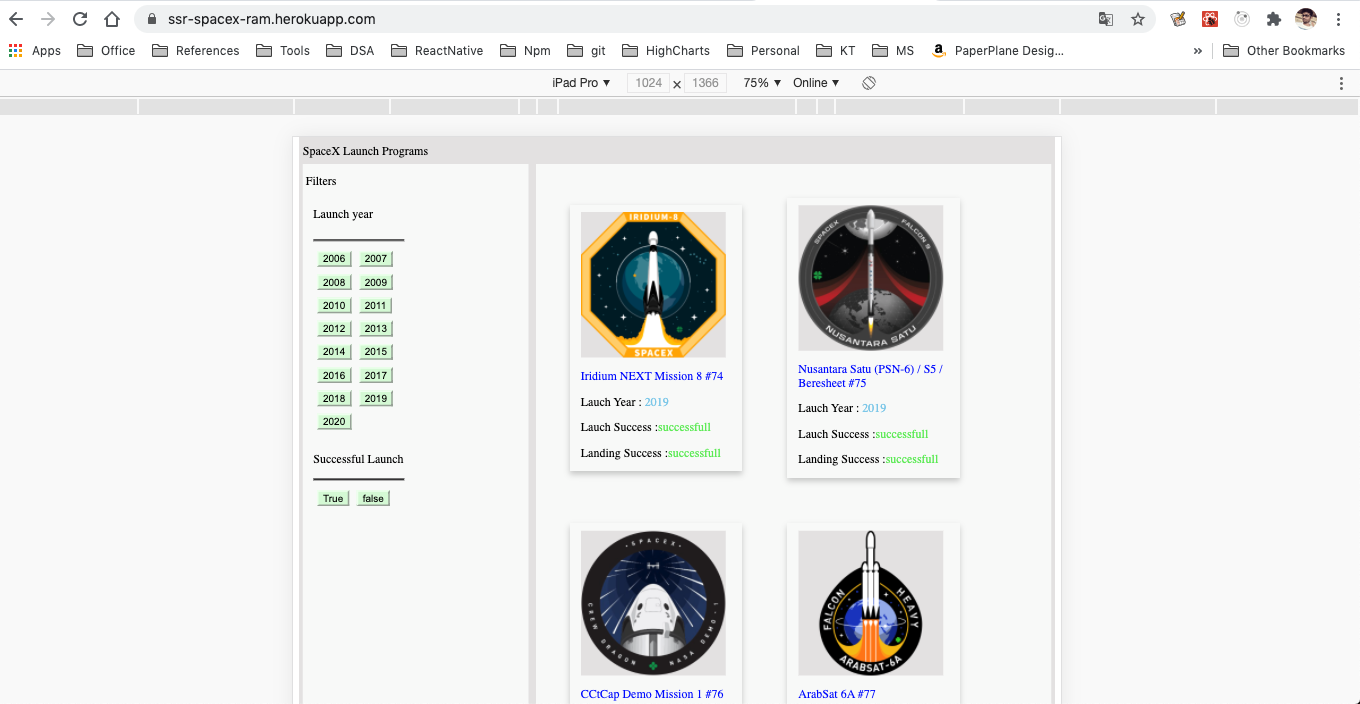 ssr-spacex-ram.herokuapp.com
Apps Office References Tools DSA ReactNative Npm git HighCharts Personal KT MS PaperPlane Desig... » Other Bookmarks
iPad Pro ▼ 1024 x 1366 75% ▼ Online ▼
SpaceX Launch Programs
Filters
Launch year
2006 2007
2008 2009
2010 2011
2012 2013
2014 2015
2016 2017
2018 2019
2020
Successful Launch
True false
IRIDIUM-8
SPACEX
Iridium NEXT Mission 8 #74
Lauch Year : 2019
Lauch Success :successfull
Landing Success :successfull
SPACEX FALCON 9
NUSANTARA SATU
Nusantara Satu (PSN-6) / S5 /
Beresheet #75
Lauch Year : 2019
Lauch Success :successfull
Landing Success :successfull
·SPACEX·
CREW DRAGON NASA DEMO-1
CCtCap Demo Mission 1 #76
FALCON HEAVY
ARABSAT-6A
ArabSat 6A #77